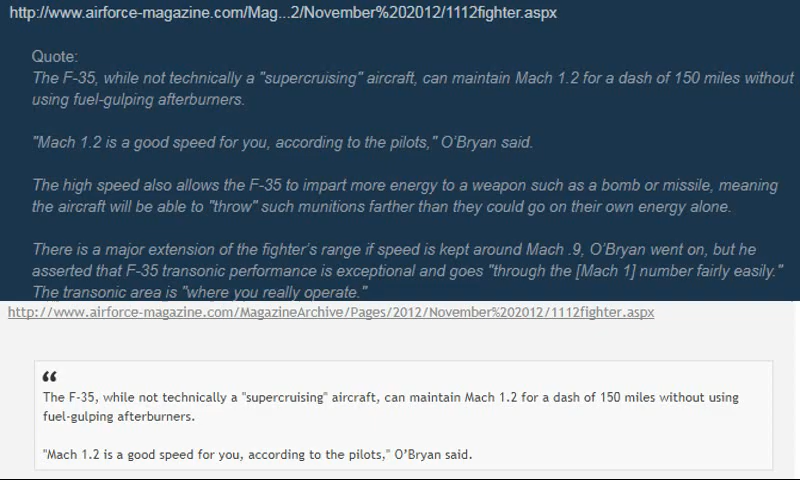 http://www.airforce-magazine.com/Mag...2/November%202012/1112fighter.aspx
Quote:
The F-35, while not technically a "supercruising" aircraft, can maintain Mach 1.2 for a dash of 150 miles without
using fuel-gulping afterburners.
"Mach 1.2 is a good speed for you, according to the pilots," O'Bryan said.
The high speed also allows the F-35 to impart more energy to a weapon such as a bomb or missile, meaning
the aircraft will be able to "throw" such munitions farther than they could go on their own energy alone.
There is a major extension of the fighter's range if speed is kept around Mach .9, O'Bryan went on, but he
asserted that F-35 transonic performance is exceptional and goes "through the [Mach 1] number fairly easily."
The transonic area is "where you really operate."
http://www.airforce-magazine.com/MagazineArchive/Pages/2012/November%202012/1112fighter.aspx
“
The F-35, while not technically a "supercruising" aircraft, can maintain Mach 1.2 for a dash of 150 miles without using
fuel-gulping afterburners.
"Mach 1.2 is a good speed for you, according to the pilots," O’Bryan said.